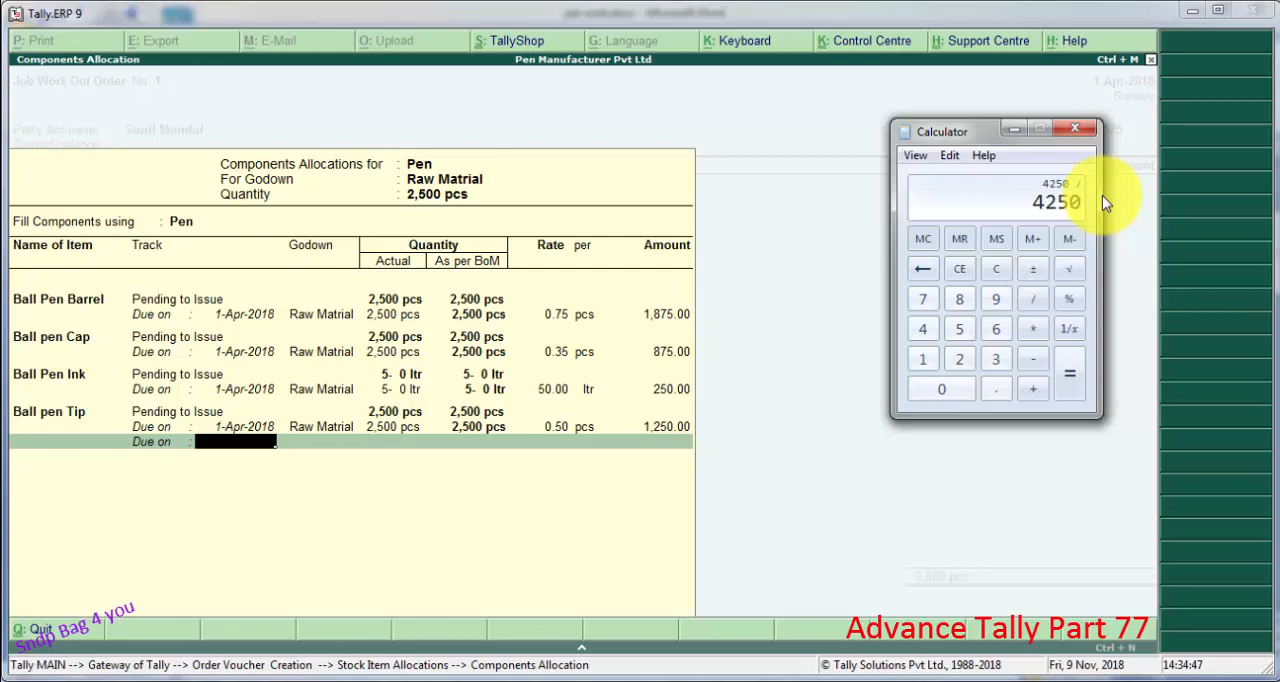 Tally.ERP 9
P: Print
E: Export
M: E-Mail
O: Upload
S: TallyShop
G: Language
K: Keyboard
K: Control Centre
H: Support Centre
H: Help
Components Allocation
Pen Manufacturer Pvt Ltd
Ctrl + M
Job Work Out Order No 1
1-Apr-2018
Sunday
Party A/c name Sunil Mondal
Current balance
Components Allocations for : Pen
For Godown : Raw Matrial
Quantity : 2,500 pcs
Fill Components using : Pen
Name of Item Track Godown Quantity Rate per Amount
Actual As per BoM
Ball Pen Barrel Pending to Issue 2,500 pcs 2,500 pcs
Due on : 1-Apr-2018 Raw Matrial 2,500 pcs 2,500 pcs 0.75 pcs 1,875.00
Ball pen Cap Pending to Issue 2,500 pcs 2,500 pcs
Due on : 1-Apr-2018 Raw Matrial 2,500 pcs 2,500 pcs 0.35 pcs 875.00
Ball Pen Ink Pending to Issue 5- 0 ltr 5- 0 ltr
Due on : 1-Apr-2018 Raw Matrial 5- 0 ltr 5- 0 ltr 50.00 ltr 250.00
Ball pen Tip Pending to Issue 2,500 pcs 2,500 pcs
Due on : 1-Apr-2018 Raw Matrial 2,500 pcs 2,500 pcs 0.50 pcs 1,250.00
Due on :
Calculator
View Edit Help
4250 /
4250
MC MR MS M+ M-
← CE C ± √
7 8 9 / %
4 5 6 * 1/x
1 2 3 - =
0 . +
2,500 pcs
Q: Quit
Sndp Bag 4 you
Advance Tally Part 77
Ctrl + N
Tally MAIN --> Gateway of Tally --> Order Voucher Creation --> Stock Item Allocations --> Components Allocation
© Tally Solutions Pvt Ltd., 1988-2018
Fri, 9 Nov, 2018
14:34:47